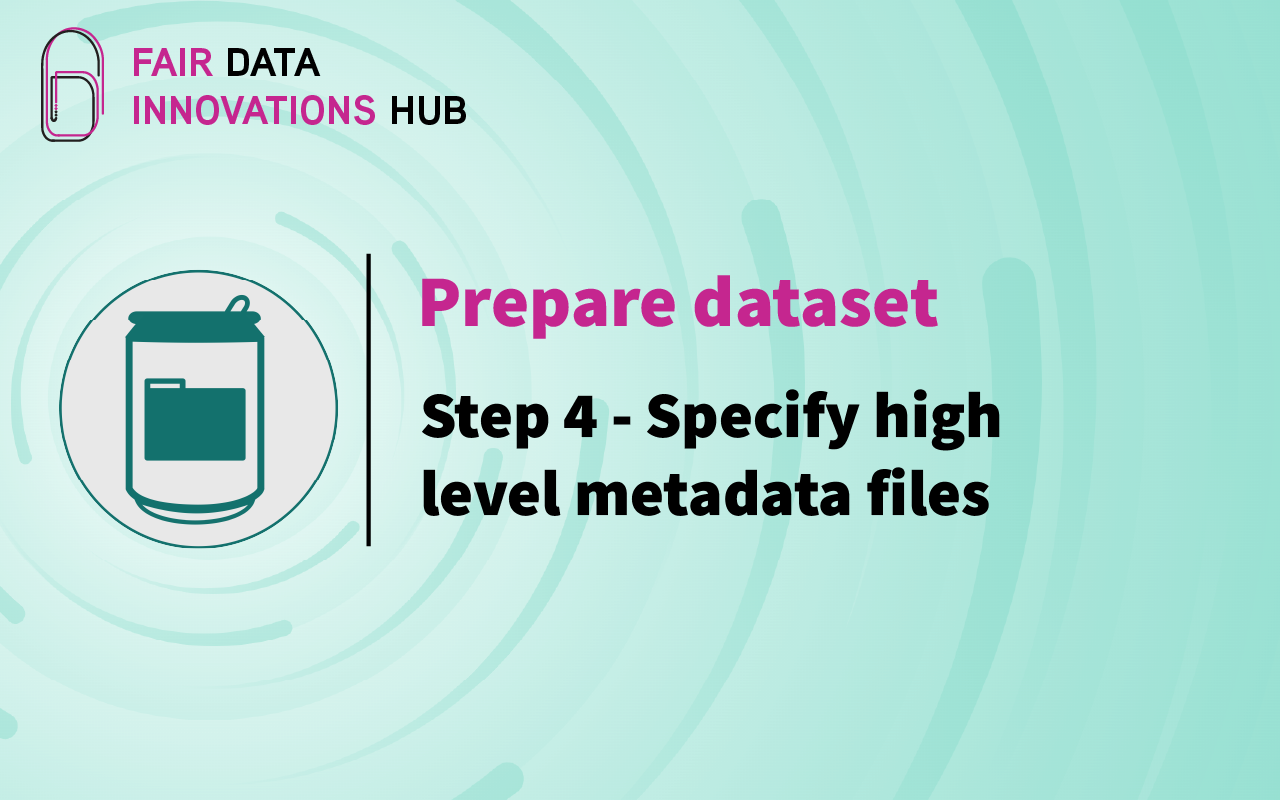 FAIR DATA
INNOVATIONS HUB
Prepare dataset
Step 4 - Specify high
level metadata files